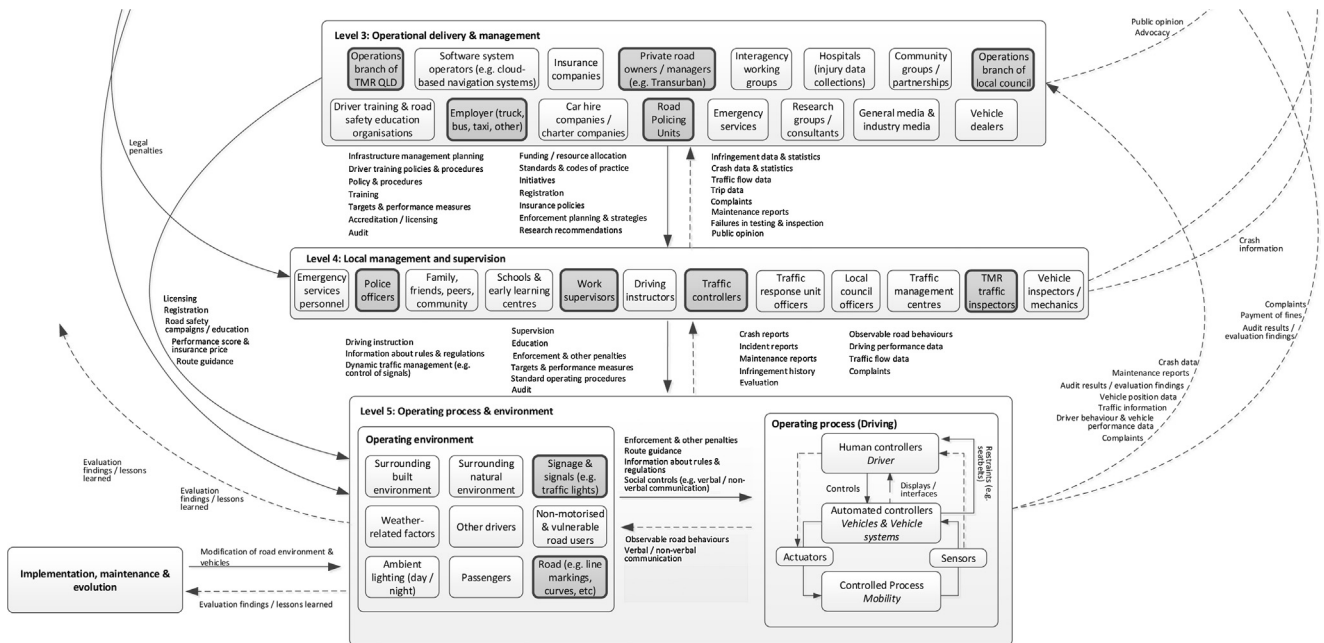 Public opinion
Advocacy
Level 3: Operational delivery & management
Operations
branch of
TMR QLD
Software system
operators (e.g. cloud-
based navigation systems)
Insurance
companies
Private road
owners / managers
(e.g. Transurban)
Interagency
working
groups
Hospitals
(injury data
collections)
Community
groups /
partnerships
Operations
branch of
local council
Driver training & road
safety education
organisations
Employer (truck,
bus, taxi, other)
Car hire
companies /
charter companies
Road
Policing
Units
Emergency
services
Research
groups /
consultants
General media &
industry media
Vehicle
dealers
Legal
penalties
Infrastructure management planning
Driver training policies & procedures
Policy & procedures
Training
Targets & performance measures
Accreditation / licensing
Audit
Funding / resource allocation
Standards & codes of practice
Initiatives
Registration
Insurance policies
Enforcement planning & strategies
Research recommendations
Infringement data & statistics
Crash data & statistics
Traffic flow data
Trip data
Complaints
Maintenance reports
Failures in testing & inspection
Public opinion
Crash
information
Level 4: Local management and supervision
Emergency
services
personnel
Police
officers
Family,
friends, peers,
community
Schools &
early learning
centres
Work
supervisors
Driving
instructors
Traffic
controllers
Traffic
response unit
officers
Local
council
officers
Traffic
management
centres
TMR
traffic
inspectors
Vehicle
inspectors /
mechanics
Licensing
Registration
Road safety
campaigns / education
Performance score &
insurance price
Route guidance
Driving instruction
Information about rules & regulations
Dynamic traffic management (e.g.
control of signals)
Supervision
Education
Enforcement & other penalties
Targets & performance measures
Standard operating procedures
Audit
Crash reports
Incident reports
Maintenance reports
Infringement history
Evaluation
Observable road behaviours
Driving performance data
Traffic flow data
Complaints
Complaints
Payment of fines
Audit results /
evaluation findings
Crash data
Maintenance reports
Audit results / evaluation findings
Vehicle position data
Traffic information
Driver behaviour & vehicle
performance data
Complaints
Level 5: Operating process & environment
Operating environment
Surrounding
built
environment
Surrounding
natural
environment
Signage &
signals (e.g.
traffic lights)
Weather-
related factors
Other drivers
Non-motorised
& vulnerable
road users
Ambient
lighting (day /
night)
Passengers
Road (e.g. line
markings,
curves, etc)
Enforcement & other penalties
Route guidance
Information about rules &
regulations
Social controls (e.g. verbal / non-
verbal communication)
Observable road behaviours
Verbal / non-verbal
communication
Operating process (Driving)
Human controllers
Driver
Controls
Displays /
interfaces
Restraints (e.g.
seatbelts)
Automated controllers
Vehicles & Vehicle
systems
Actuators
Sensors
Controlled Process
Mobility
Evaluation
findings / lessons
learned
Evaluation
findings / lessons
learned
Implementation, maintenance &
evolution
Modification of road environment &
vehicles
Evaluation findings / lessons learned